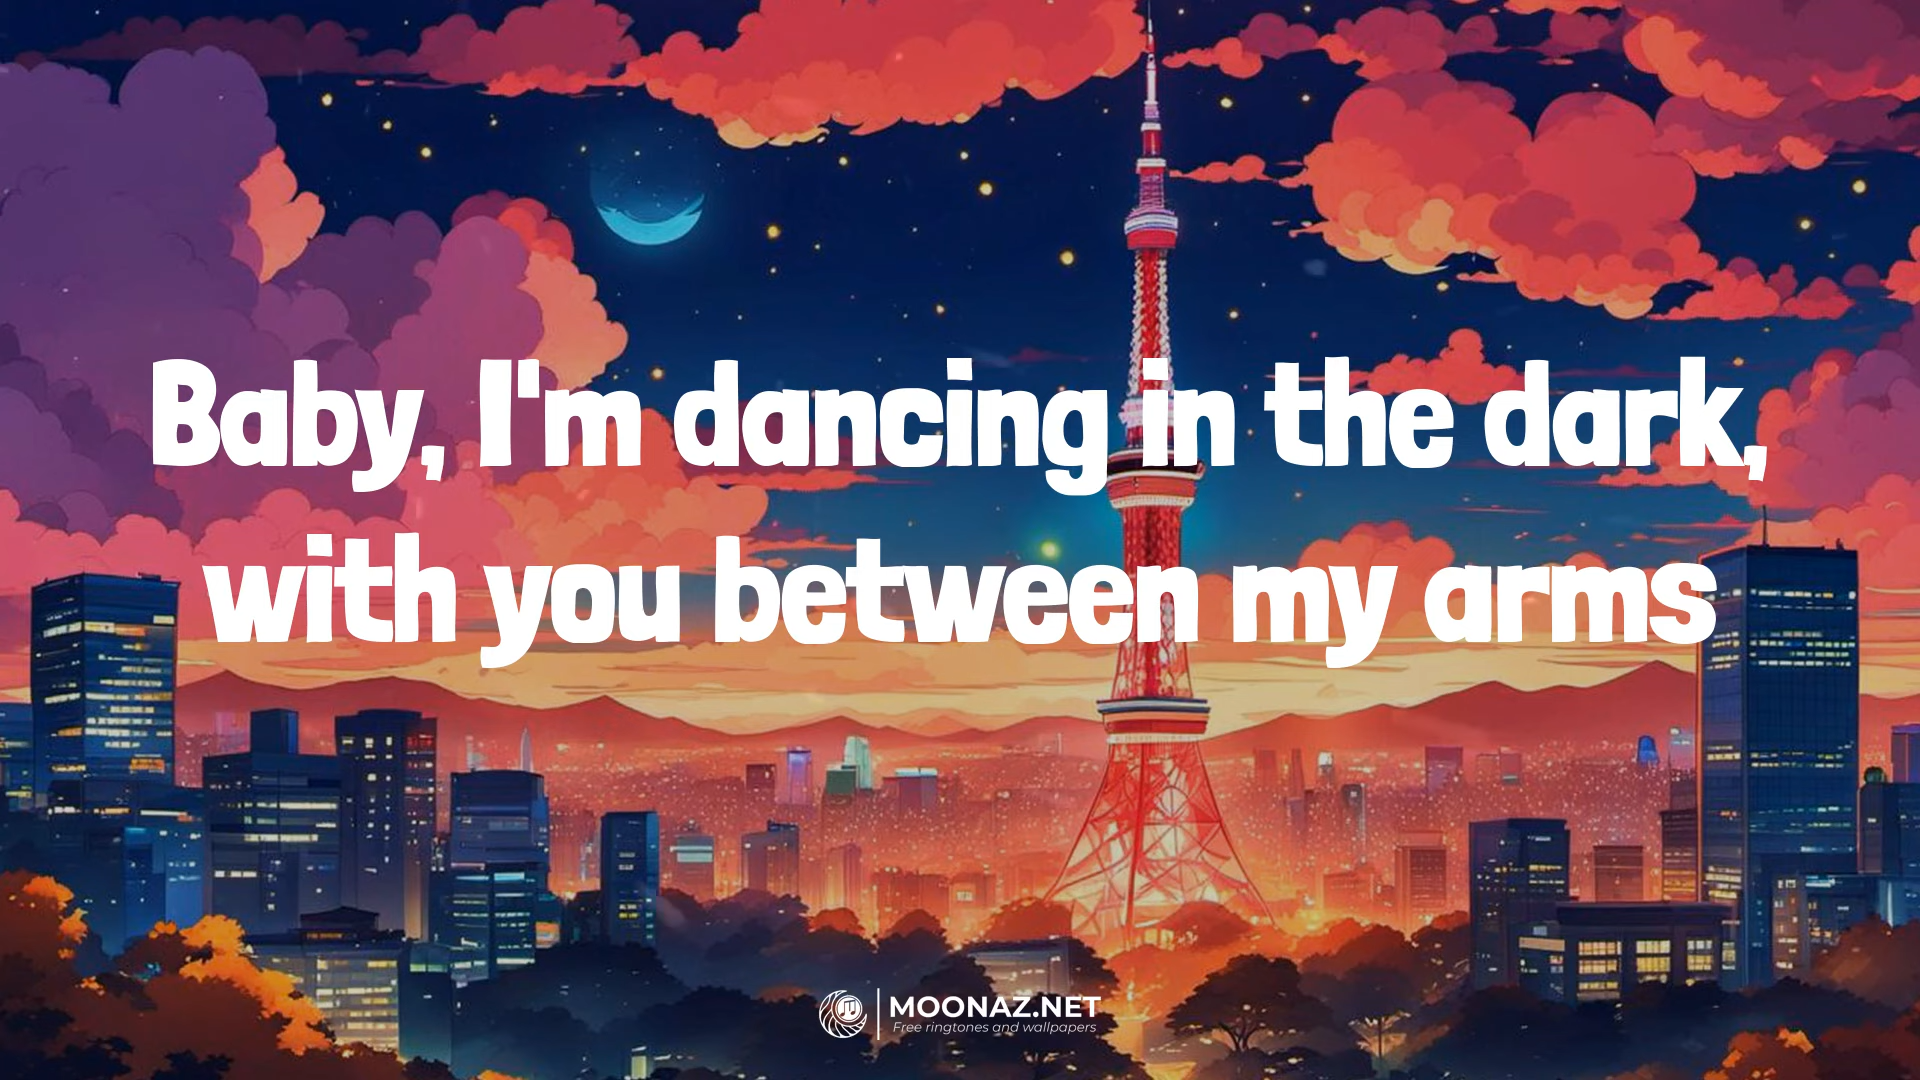 Baby, I'm dancing in the dark,
with you between my arms
MOONAZ.NET
Free ringtones and wallpapers